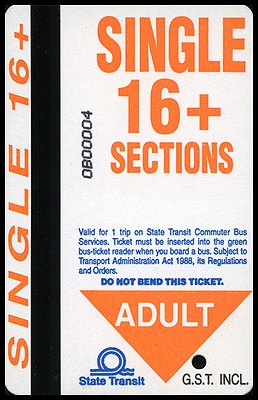 SINGLE 16+
SINGLE
16+
SECTIONS
0B00004
Valid for 1 trip on State Transit Commuter Bus
Services. Ticket must be inserted into the green
bus-ticket reader when you board a bus. Subject to
Transport Administration Act 1988, its Regulations
and Orders.
DO NOT BEND THIS TICKET.
ADULT
State Transit
G.S.T. INCL.